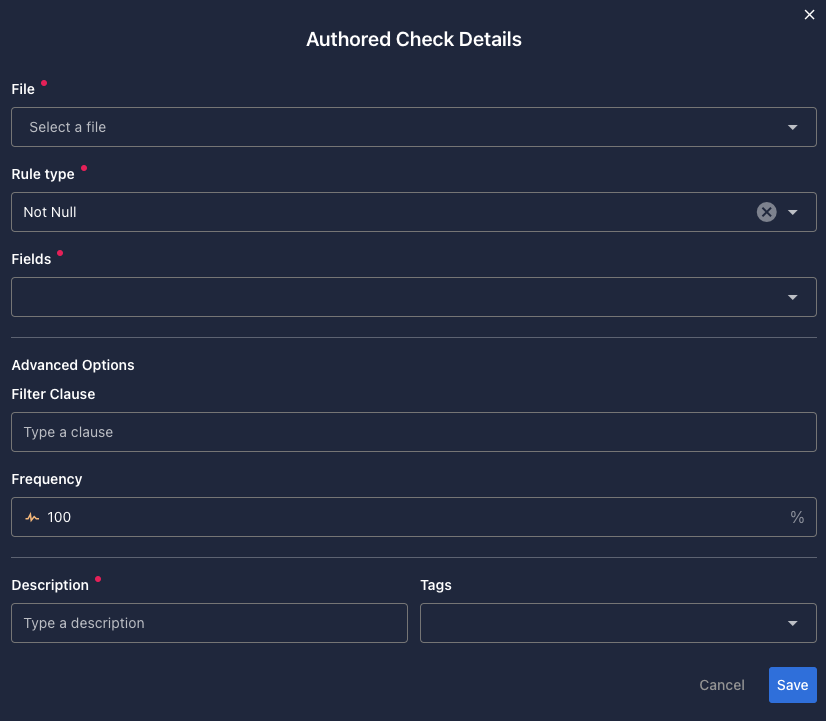 Authored Check Details
File
Select a file
Rule type
Not Null
Fields
Advanced Options
Filter Clause
Type a clause
Frequency
100 %
Description Tags
Type a description
Cancel Save